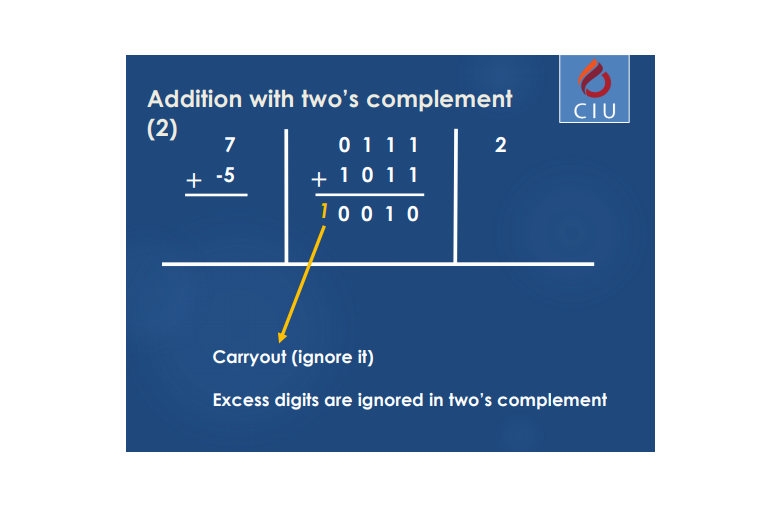 CIU
Addition with two's complement
(2)
7 0 1 1 1 2
+ -5 + 1 0 1 1
1 0 0 1 0
Carryout (ignore it)
Excess digits are ignored in two's complement